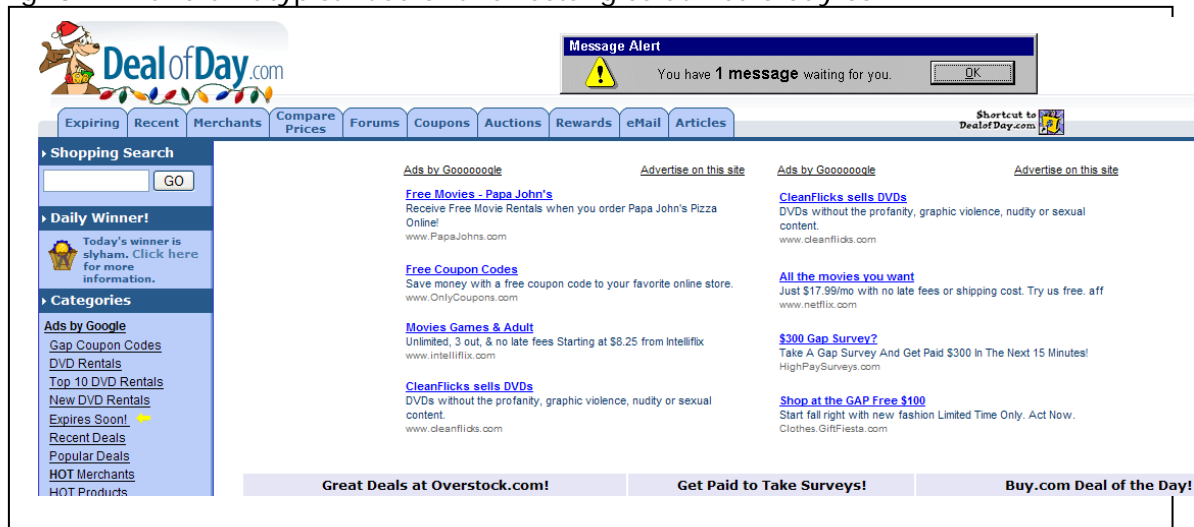 DealofDay.com
Message Alert
You have 1 message waiting for you.
OK
Expiring Recent Merchants Compare Prices Forums Coupons Auctions Rewards eMail Articles
Shortcut to
DealofDay.com
Shopping Search
GO
Daily Winner!
Today's winner is
slyham. Click here
for more
information.
Categories
Ads by Google
Gap Coupon Codes
DVD Rentals
Top 10 DVD Rentals
New DVD Rentals
Expires Soon!
Recent Deals
Popular Deals
HOT Merchants
HOT Products
Ads by Goooooogle Advertise on this site
Free Movies - Papa John's
Receive Free Movie Rentals when you order Papa John's Pizza
Online!
www.PapaJohns.com
Free Coupon Codes
Save money with a free coupon code to your favorite online store.
www.OnlyCoupons.com
Movies Games & Adult
Unlimited, 3 out, & no late fees Starting at $8.25 from Intelliflix
www.intelliflix.com
CleanFlicks sells DVDs
DVDs without the profanity, graphic violence, nudity or sexual
content.
www.cleanflicks.com
Ads by Goooooogle Advertise on this site
CleanFlicks sells DVDs
DVDs without the profanity, graphic violence, nudity or sexual
content.
www.cleanflicks.com
All the movies you want
Just $17.99/mo with no late fees or shipping cost. Try us free. aff
www.netflix.com
$300 Gap Survey?
Take A Gap Survey And Get Paid $300 In The Next 15 Minutes!
HighPaySurveys.com
Shop at the GAP Free $100
Start fall right with new fashion Limited Time Only. Act Now.
Clothes.GiftFiesta.com
Great Deals at Overstock.com! Get Paid to Take Surveys! Buy.com Deal of the Day!